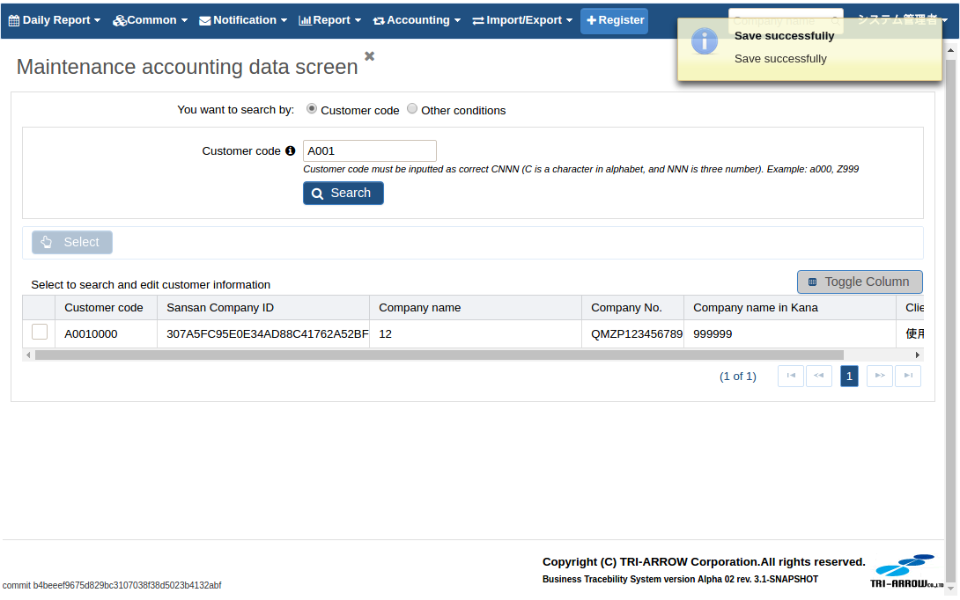 Daily Report Common Notification Report Accounting Import/Export Register システム管理者
Save successfully
Save successfully
Maintenance accounting data screen
You want to search by: Customer code Other conditions
Customer code A001
Customer code must be inputted as correct CNNN (C is a character in alphabet, and NNN is three number). Example: a000, Z999
Search
Select
Select to search and edit customer information
Toggle Column
Customer code Sansan Company ID Company name Company No. Company name in Kana Clie
A0010000 307A5FC95E0E34AD88C41762A52BF 12 QMZP123456789 999999 使用
(1 of 1) 1
Copyright (C) TRI-ARROW Corporation.All rights reserved.
Business Tracebility System version Alpha 02 rev. 3.1-SNAPSHOT
TRI-ARROW Co.,LTD
commit b4beeef9675d829bc3107038f38d5023b4132abf